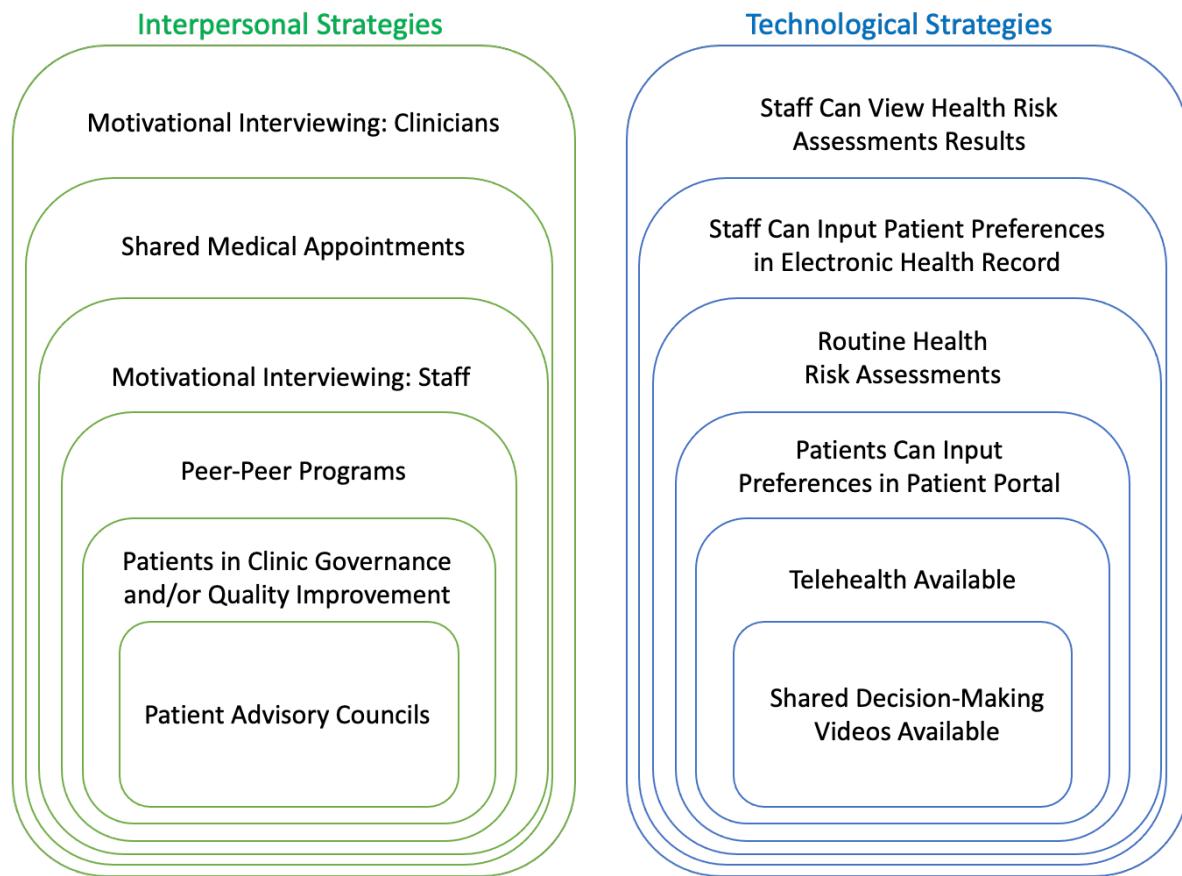 Interpersonal Strategies
Motivational Interviewing: Clinicians
Shared Medical Appointments
Motivational Interviewing: Staff
Peer-Peer Programs
Patients in Clinic Governance
and/or Quality Improvement
Patient Advisory Councils
Technological Strategies
Staff Can View Health Risk
Assessments Results
Staff Can Input Patient Preferences
in Electronic Health Record
Routine Health
Risk Assessments
Patients Can Input
Preferences in Patient Portal
Telehealth Available
Shared Decision-Making
Videos Available